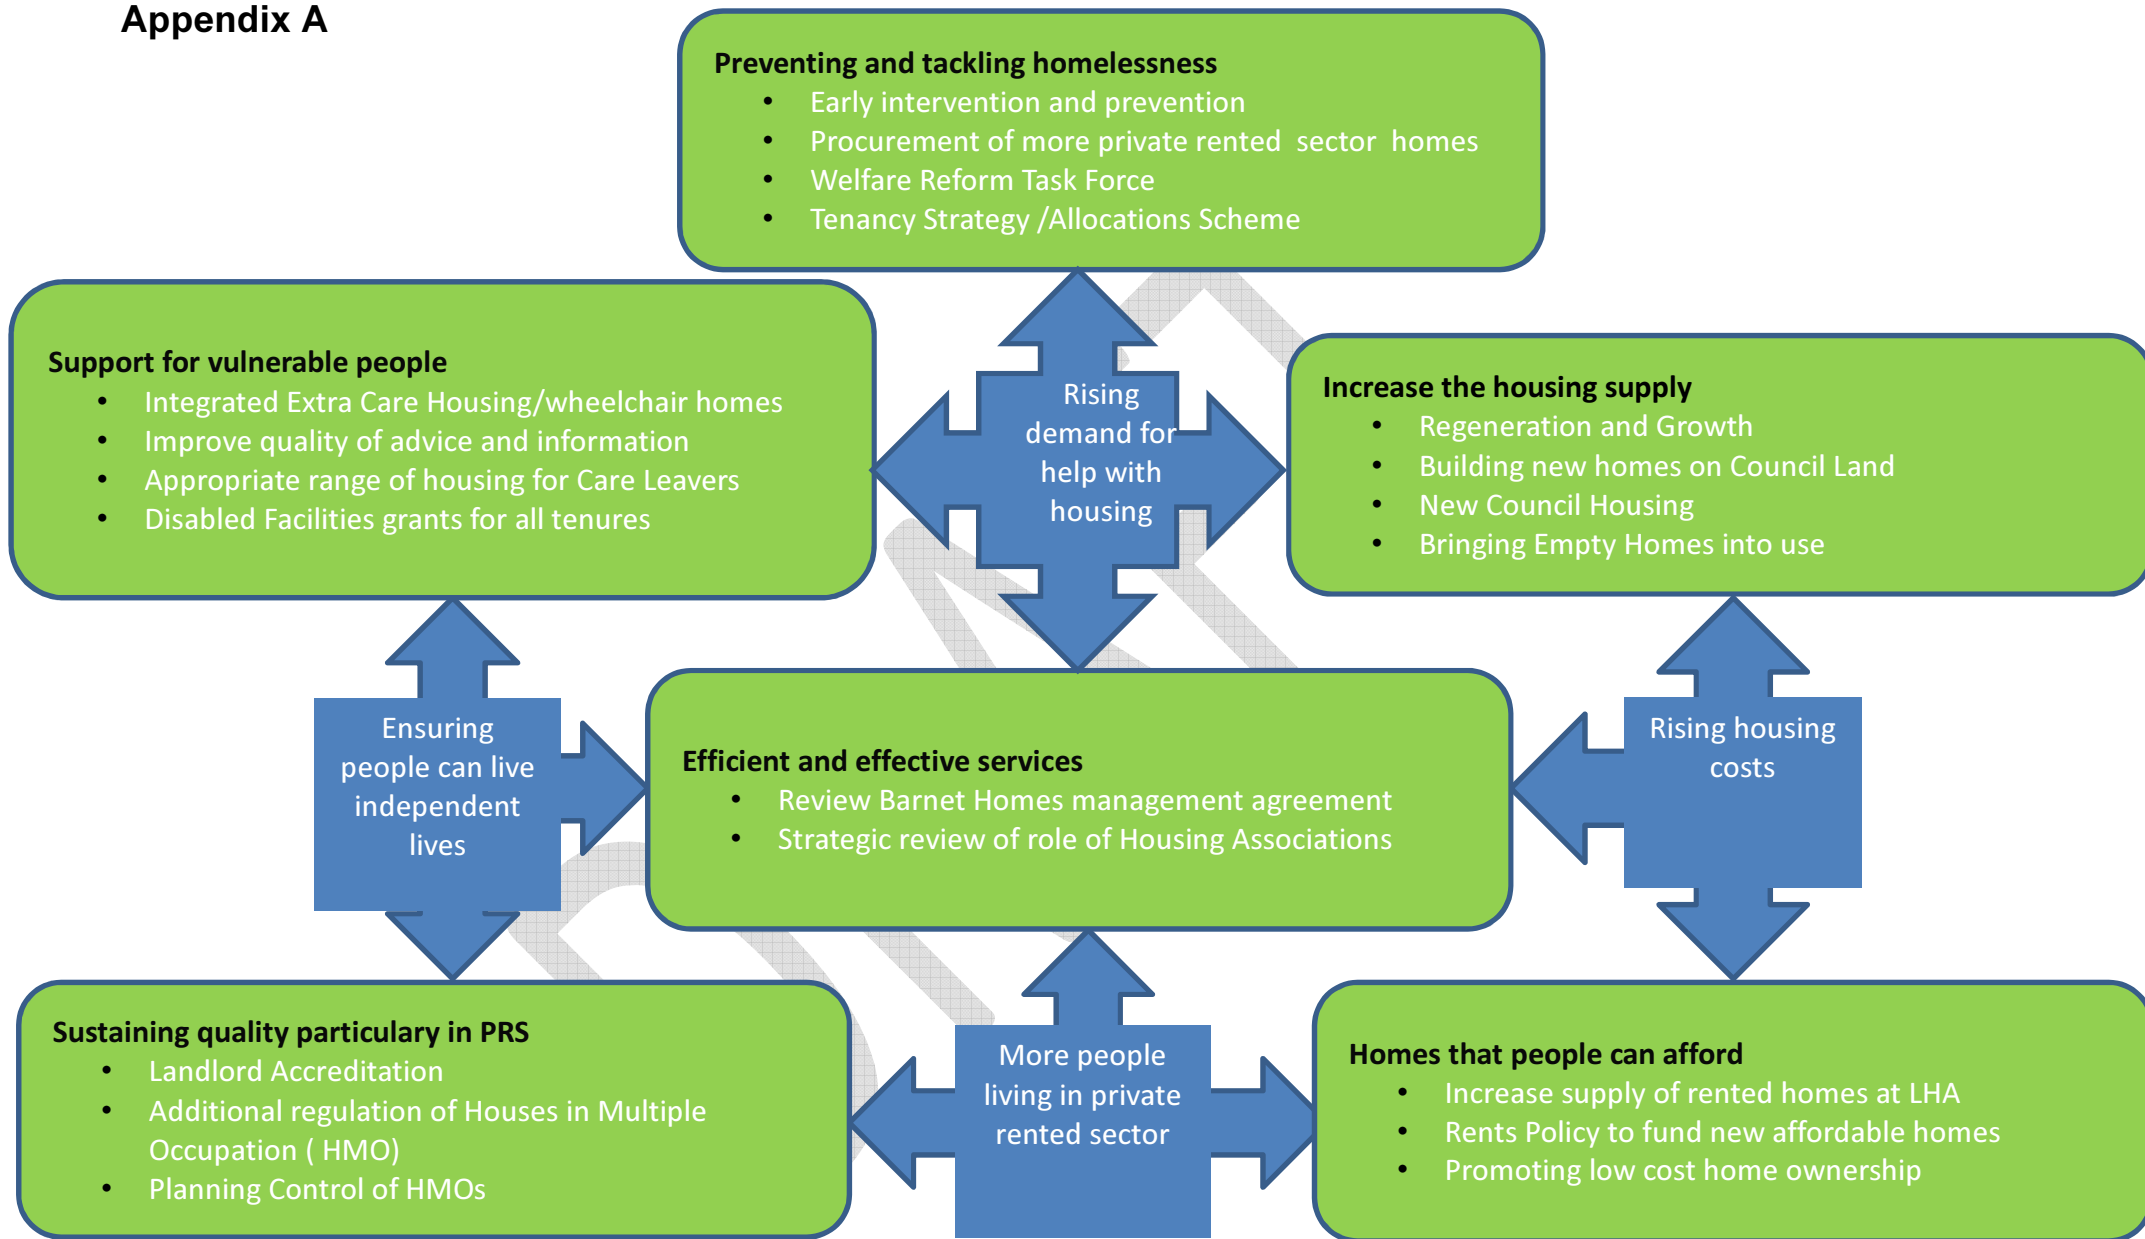 Appendix A
Preventing and tackling homelessness
• Early intervention and prevention
• Procurement of more private rented sector homes
• Welfare Reform Task Force
• Tenancy Strategy /Allocations Scheme
Support for vulnerable people
• Integrated Extra Care Housing/wheelchair homes
• Improve quality of advice and information
• Appropriate range of housing for Care Leavers
• Disabled Facilities grants for all tenures
Rising
demand for
help with
housing
Increase the housing supply
• Regeneration and Growth
• Building new homes on Council Land
• New Council Housing
• Bringing Empty Homes into use
Ensuring
people can live
independent
lives
Efficient and effective services
• Review Barnet Homes management agreement
• Strategic review of role of Housing Associations
Rising housing
costs
Sustaining quality particulary in PRS
• Landlord Accreditation
• Additional regulation of Houses in Multiple
Occupation ( HMO)
• Planning Control of HMOs
More people
living in private
rented sector
Homes that people can afford
• Increase supply of rented homes at LHA
• Rents Policy to fund new affordable homes
• Promoting low cost home ownership